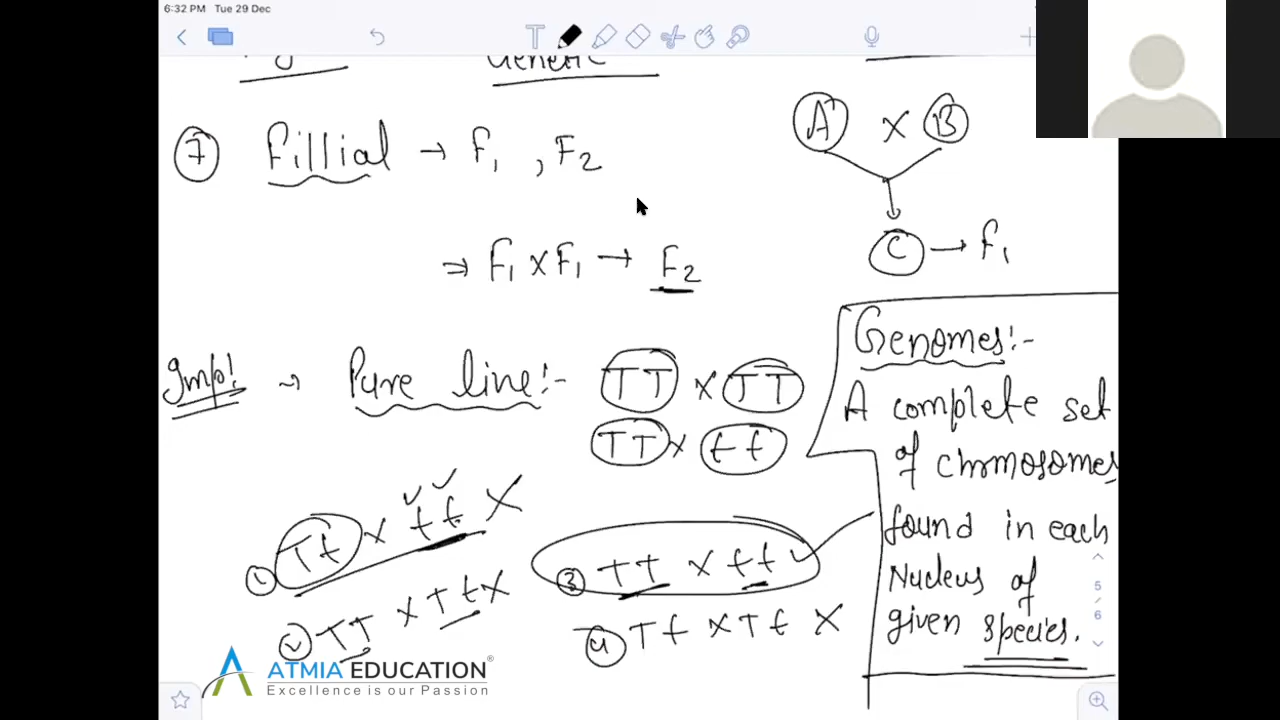 6:32 PM Tue 29 Dec
T
Genetic
7 Fillial → F1 , F2
A × B
C → F1
⇒ F1 × F1 → F2
Imp! → Pure line:- TT × TT
TT × tt
Genomes:-
A complete set
of chromosomes
found in each
Nucleus of
given species.
1 Tt × tt ×
2 TT × Tt ×
3 TT × tt ✓
4 Tt × Tt ×
5
/
6
ATMIA EDUCATION®
Excellence is our Passion